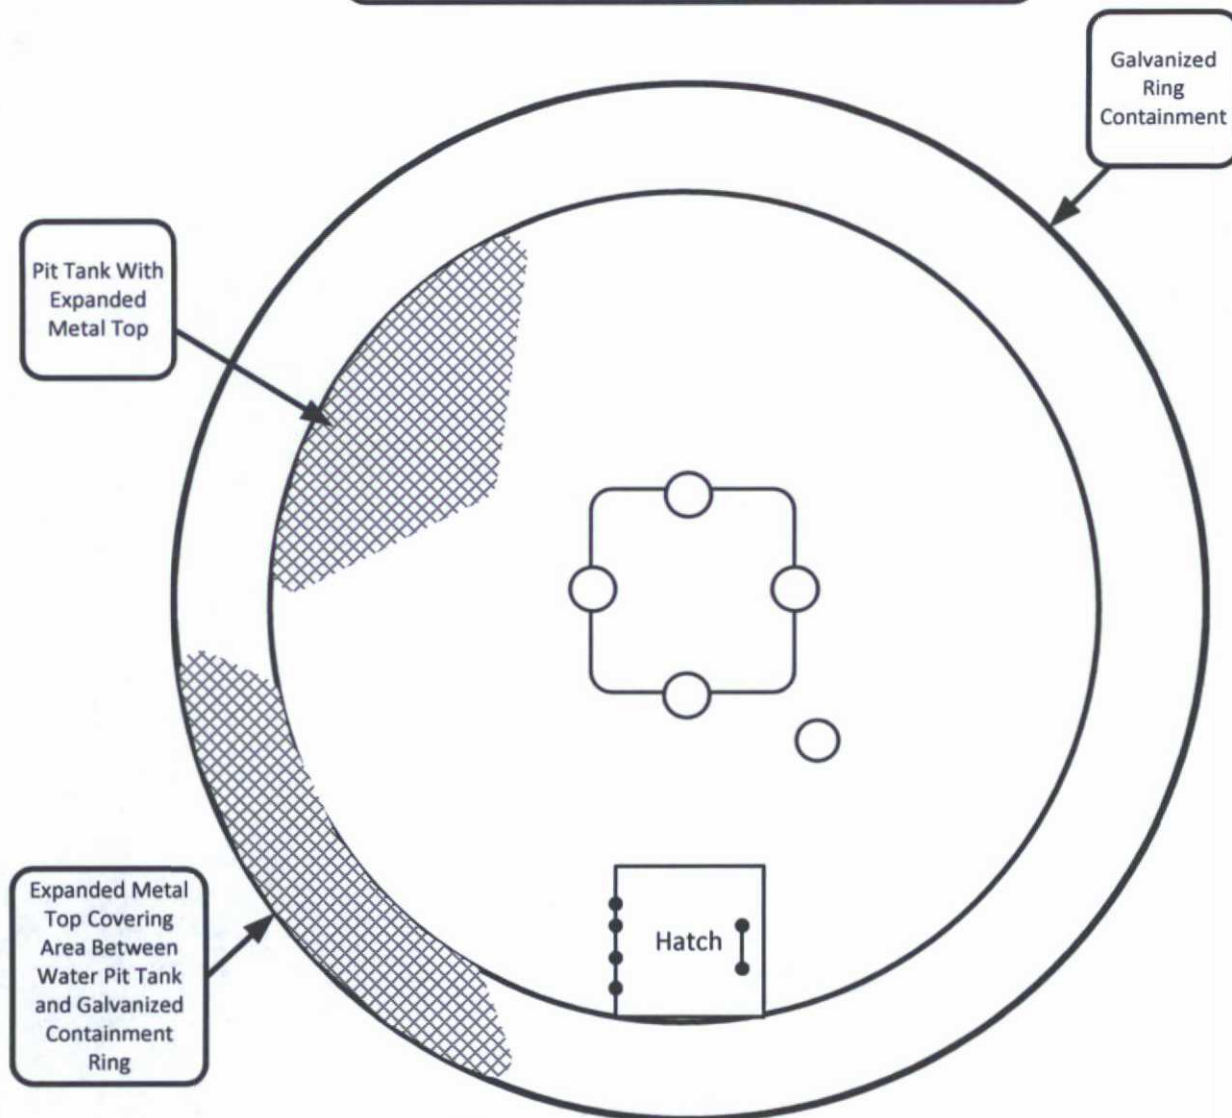 Galvanized
Ring
Containment
Pit Tank With
Expanded
Metal Top
Expanded Metal
Top Covering
Area Between
Water Pit Tank
and Galvanized
Containment
Ring
Hatch